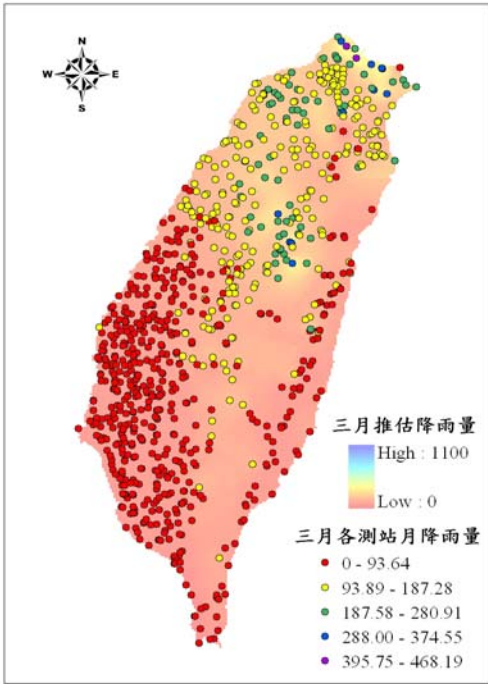 N
W E
S
三月推估降雨量
High : 1100
Low : 0
三月各測站月降雨量
0 - 93.64
93.89 - 187.28
187.58 - 280.91
288.00 - 374.55
395.75 - 468.19